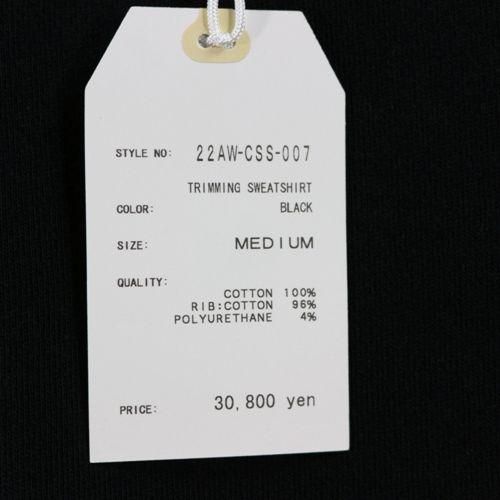 STYLE NO: 22AW-CSS-007
TRIMMING SWEATSHIRT
COLOR: BLACK
SIZE: MEDIUM
QUALITY:
COTTON 100%
RIB:COTTON 96%
POLYURETHANE 4%
PRICE: 30,800 yen